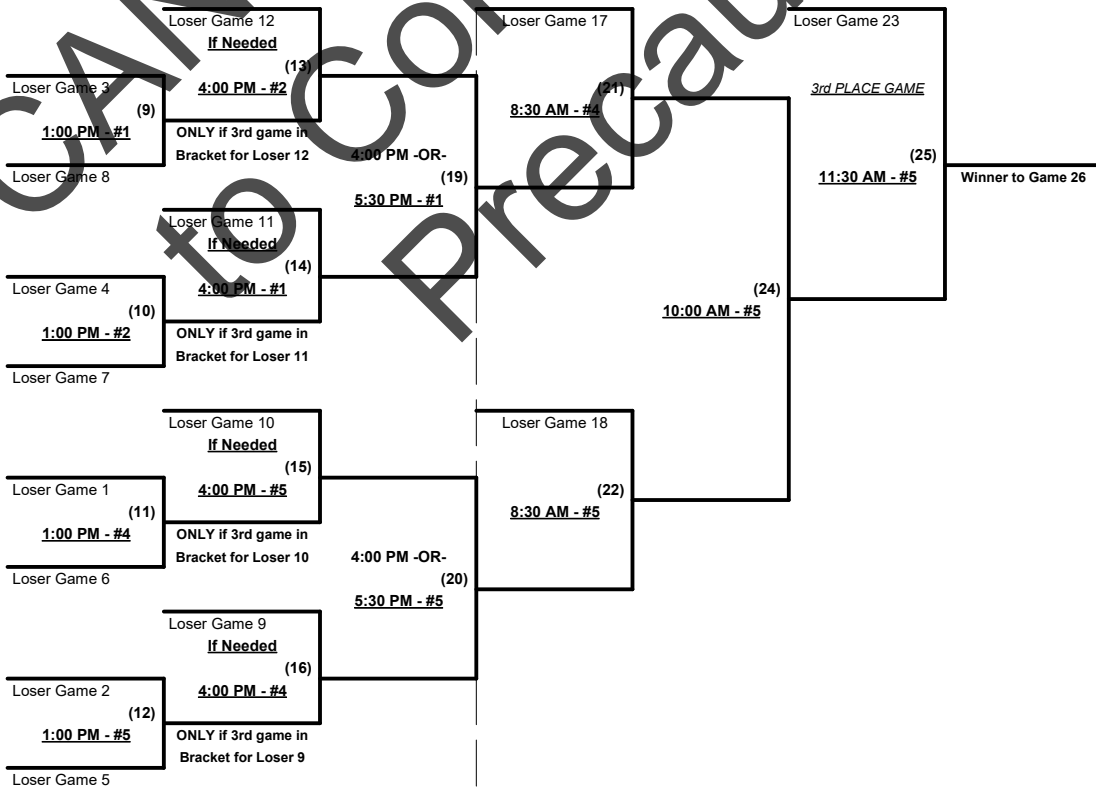 Loser Game 12
If Needed
(13)
4:00 PM - #2
Loser Game 3
(9)
1:00 PM - #1
ONLY if 3rd game in
Bracket for Loser 12
Loser Game 8
4:00 PM -OR-
(19)
5:30 PM - #1
Loser Game 11
If Needed
(14)
4:00 PM - #1
Loser Game 4
(10)
1:00 PM - #2
ONLY if 3rd game in
Bracket for Loser 11
Loser Game 7
Loser Game 10
If Needed
(15)
4:00 PM - #5
Loser Game 1
(11)
1:00 PM - #4
ONLY if 3rd game in
Bracket for Loser 10
Loser Game 6
4:00 PM -OR-
(20)
5:30 PM - #5
Loser Game 9
If Needed
(16)
4:00 PM - #4
Loser Game 2
(12)
1:00 PM - #5
ONLY if 3rd game in
Bracket for Loser 9
Loser Game 5
Loser Game 17
(21)
8:30 AM - #4
Loser Game 18
(22)
8:30 AM - #5
(24)
10:00 AM - #5
Loser Game 23
3rd PLACE GAME
(25)
11:30 AM - #5
Winner to Game 26
to